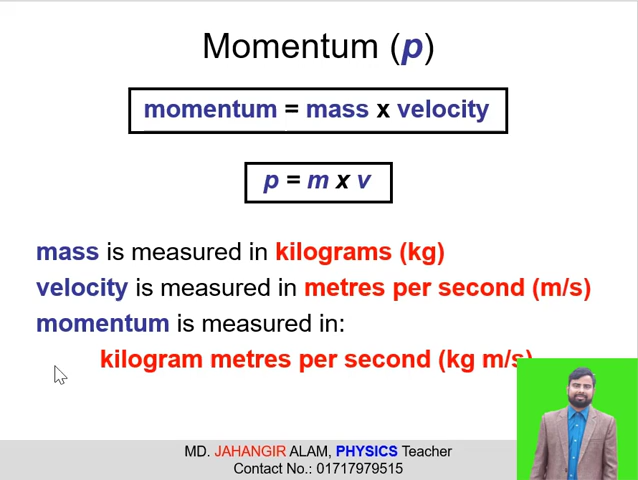 Momentum (p)
momentum = mass x velocity
p = m x v
mass is measured in kilograms (kg)
velocity is measured in metres per second (m/s)
momentum is measured in:
kilogram metres per second (kg m/s)
MD. JAHANGIR ALAM, PHYSICS Teacher
Contact No.: 01717979515